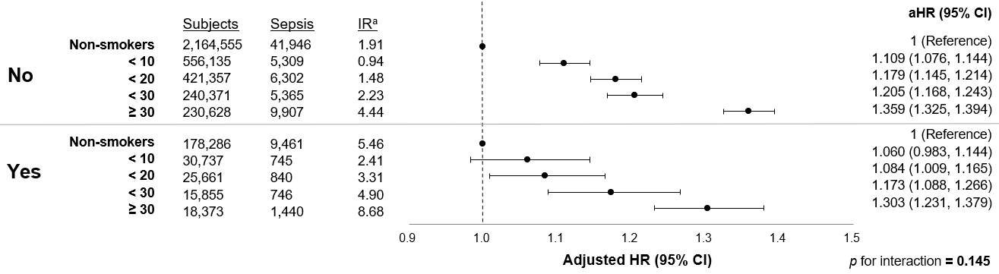 aHR (95% CI)
Subjects Sepsis IRᵃ
Non-smokers 2,164,555 41,946 1.91 1 (Reference)
< 10 556,135 5,309 0.94 1.109 (1.076, 1.144)
No
< 20 421,357 6,302 1.48 1.179 (1.145, 1.214)
< 30 240,371 5,365 2.23 1.205 (1.168, 1.243)
≥ 30 230,628 9,907 4.44 1.359 (1.325, 1.394)
Non-smokers 178,286 9,461 5.46 1 (Reference)
< 10 30,737 745 2.41 1.060 (0.983, 1.144)
Yes
< 20 25,661 840 3.31 1.084 (1.009, 1.165)
< 30 15,855 746 4.90 1.173 (1.088, 1.266)
≥ 30 18,373 1,440 8.68 1.303 (1.231, 1.379)
0.9 1.0 1.1 1.2 1.3 1.4 1.5
Adjusted HR (95% CI)
p for interaction = 0.145